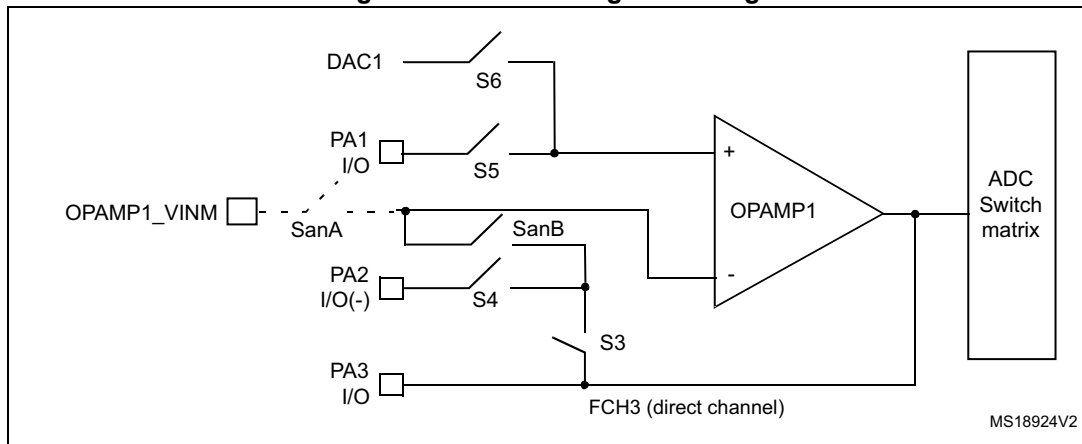 DAC1
S6
PA1
I/O
S5
+
OPAMP1_VINM
SanA
SanB
OPAMP1
ADC
Switch
matrix
PA2
I/O(-)
S4
-
S3
PA3
I/O
FCH3 (direct channel)
MS18924V2